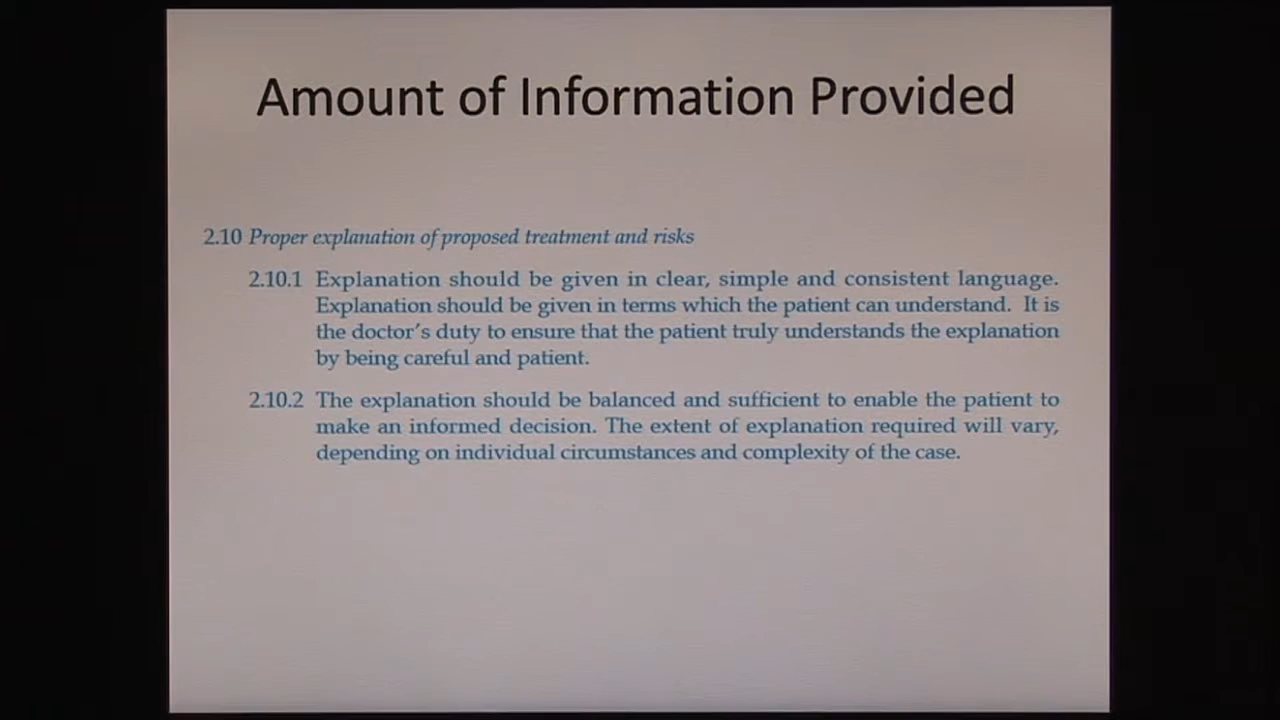 Amount of Information Provided
2.10 Proper explanation of proposed treatment and risks
2.10.1 Explanation should be given in clear, simple and consistent language.
Explanation should be given in terms which the patient can understand. It is
the doctor's duty to ensure that the patient truly understands the explanation
by being careful and patient.
2.10.2 The explanation should be balanced and sufficient to enable the patient to
make an informed decision. The extent of explanation required will vary,
depending on individual circumstances and complexity of the case.